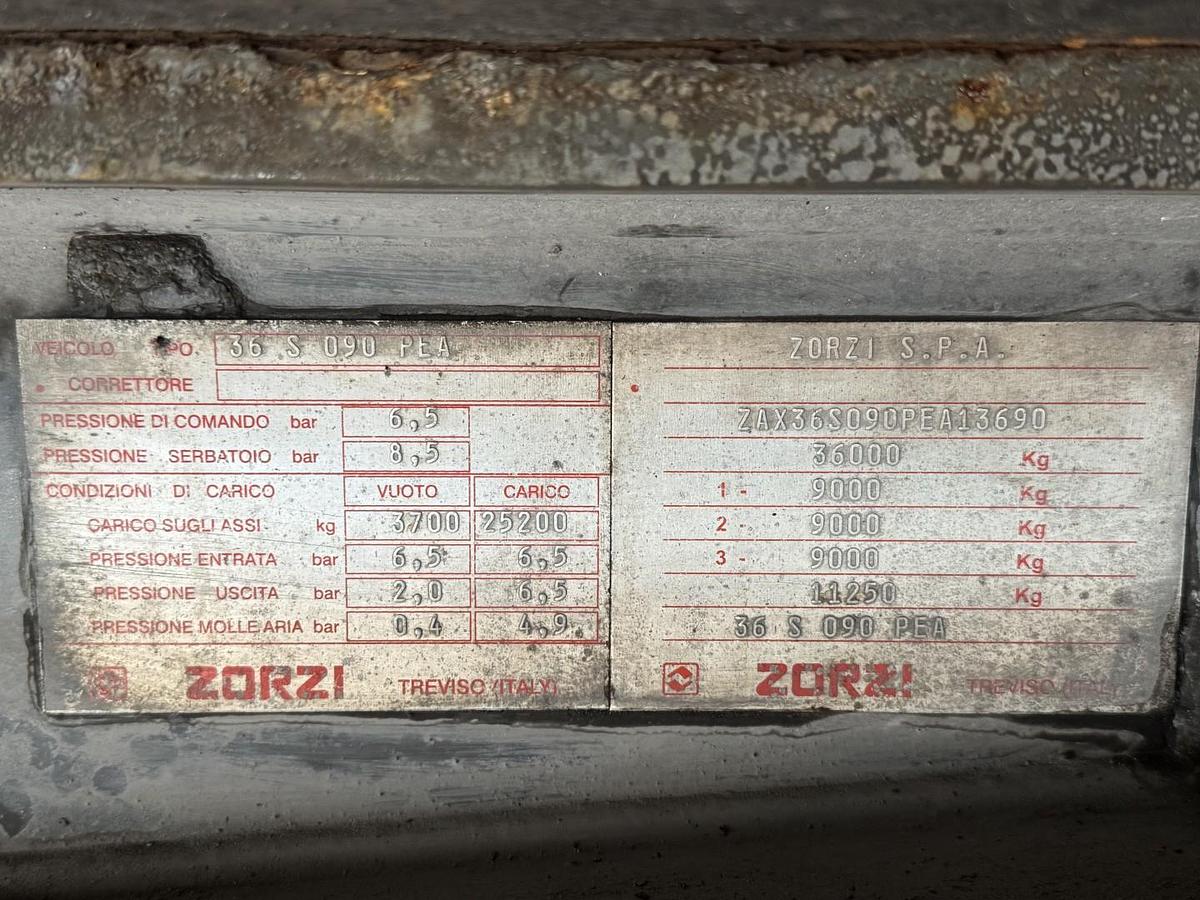 VEICOLO TIPO 36 S 090 PEA
CORRETTORE
PRESSIONE DI COMANDO bar 6,5
PRESSIONE SERBATOIO bar 8,5
CONDIZIONI DI CARICO VUOTO CARICO
CARICO SUGLI ASSI kg 3700 25200
PRESSIONE ENTRATA bar 6,5 6,5
PRESSIONE USCITA bar 2,0 6,5
PRESSIONE MOLLE ARIA bar 0,4 4,9
ZORZI TREVISO (ITALY)
ZORZI S.P.A.
ZAX36S090PEA13690
36000 Kg
1 - 9000 Kg
2 - 9000 Kg
3 - 9000 Kg
11250 Kg
36 S 090 PEA
ZORZI TREVISO (ITALY)